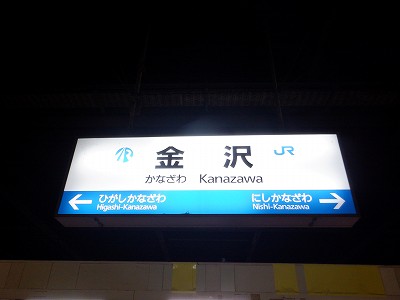 金沢 JR
かなざわ Kanazawa
← ひがしかなざわ にしかなざわ →
Higashi-Kanazawa Nishi-Kanazawa